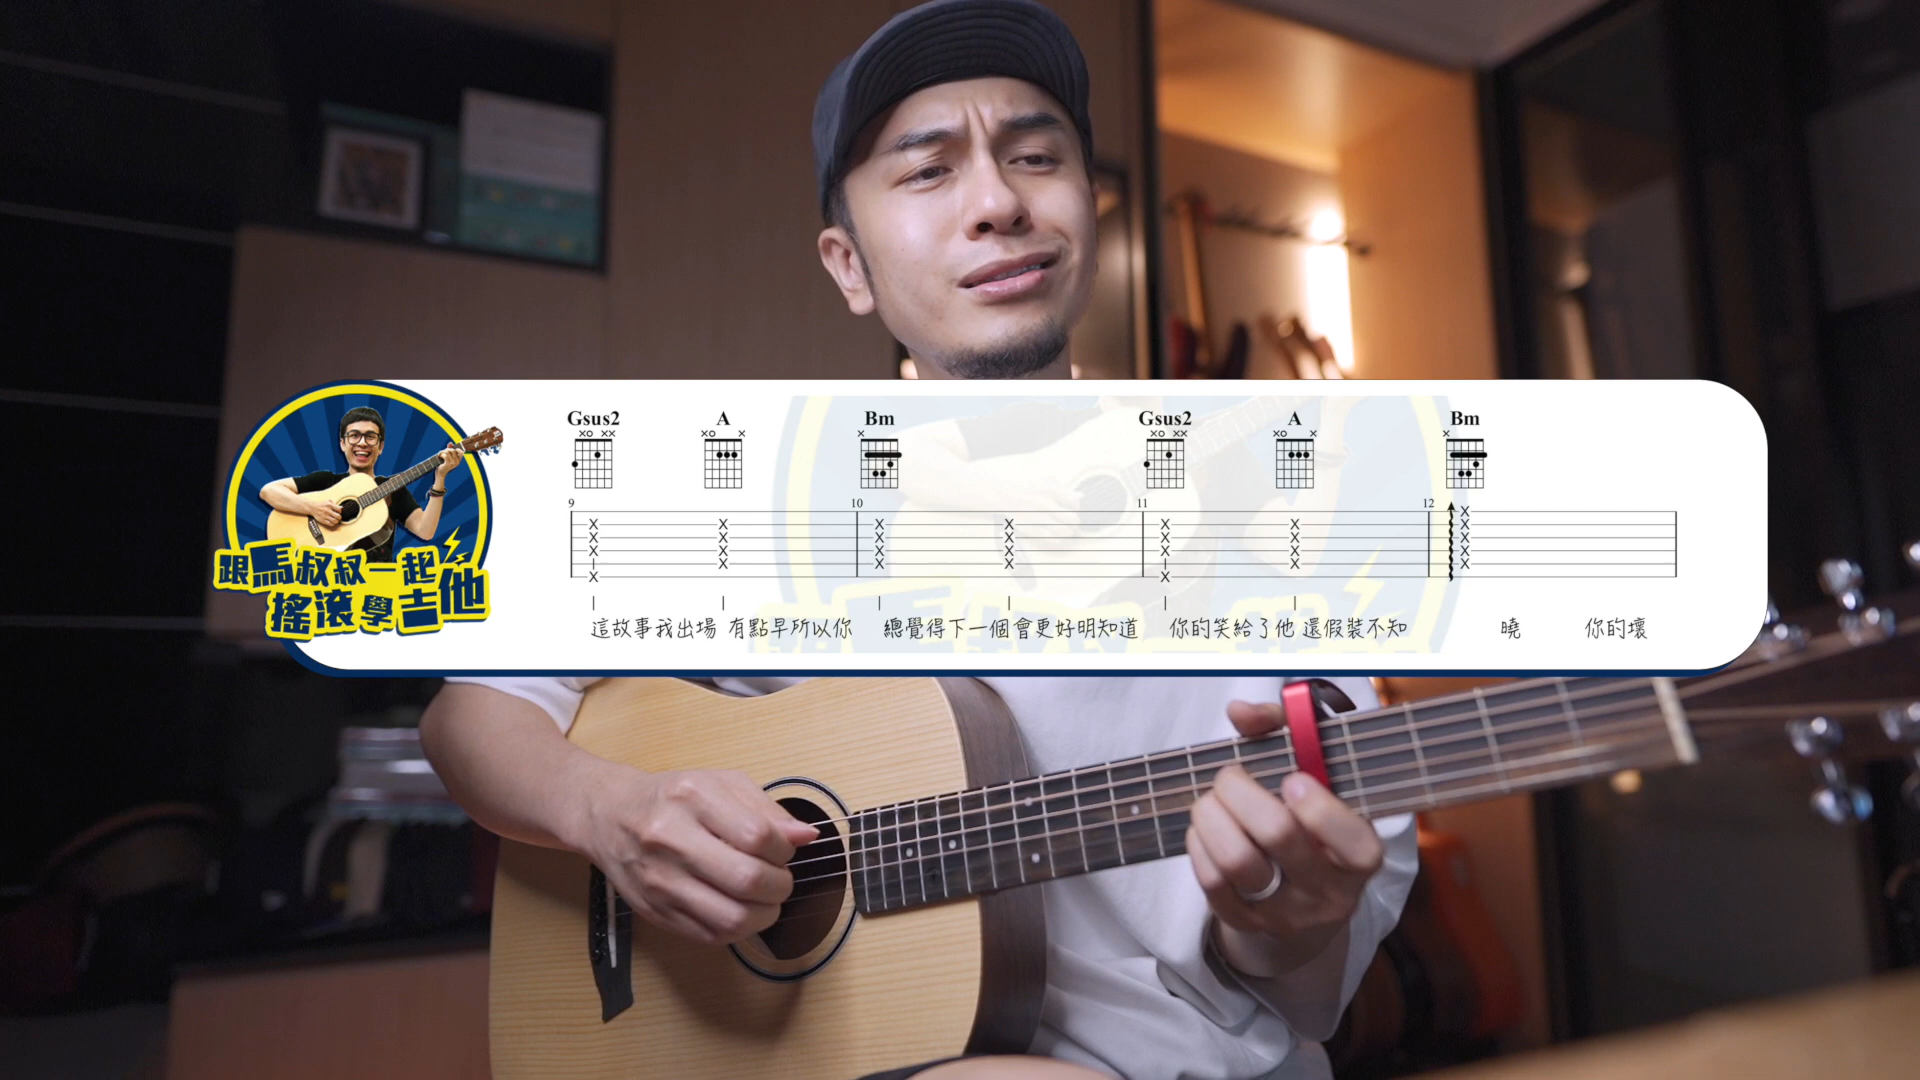 Gsus2 A Bm Gsus2 A Bm
9 10 11 12
這故事我出場 有點早所以你 總覺得下一個會更好明知道 你的笑給了他 還假裝不知 曉 你的壞
跟馬叔叔一起
搖滾學吉他